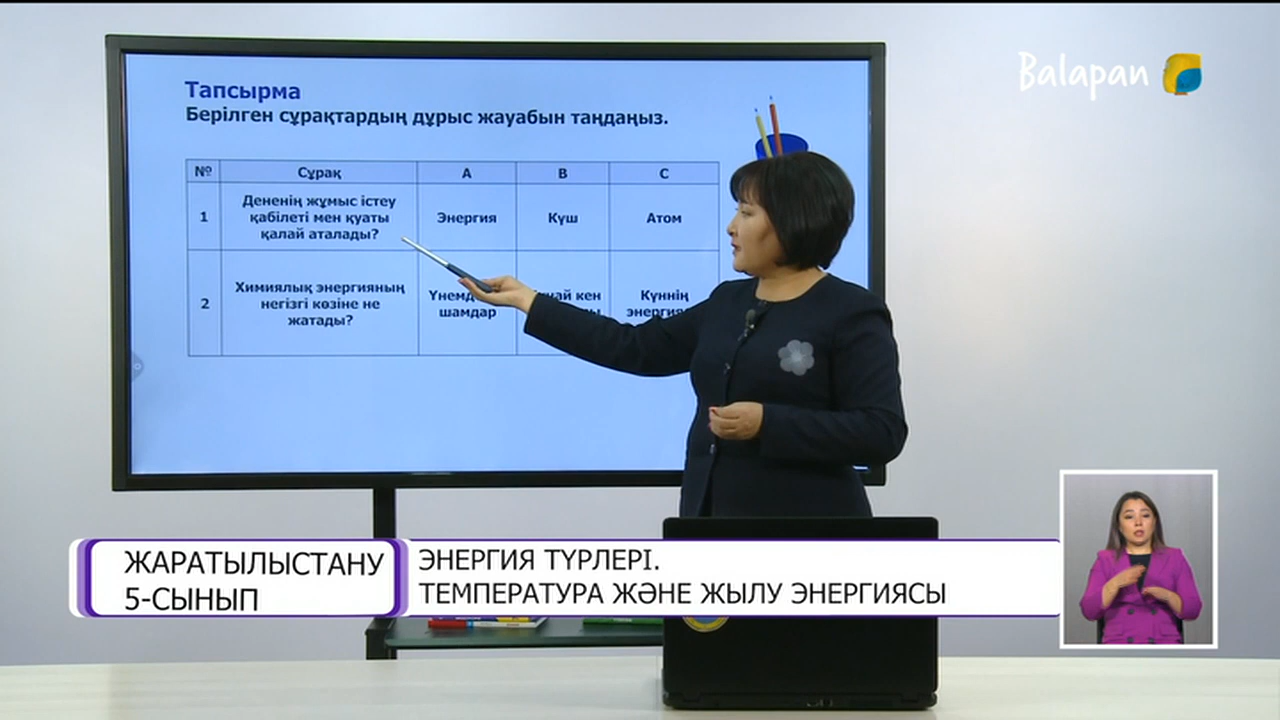 Balapan
Тапсырма
Берілген сұрақтардың дұрыс жауабын таңдаңыз.
№ Сұрақ А В С
1 Дененің жұмыс істеу қабілеті мен қуаты қалай аталады? Энергия Күш Атом
2 Химиялық энергияның негізгі көзіне не жатады? шамдар Күннің
ЖАРАТЫЛЫСТАНУ
5-СЫНЫП
ЭНЕРГИЯ ТҮРЛЕРІ.
ТЕМПЕРАТУРА ЖӘНЕ ЖЫЛУ ЭНЕРГИЯСЫ